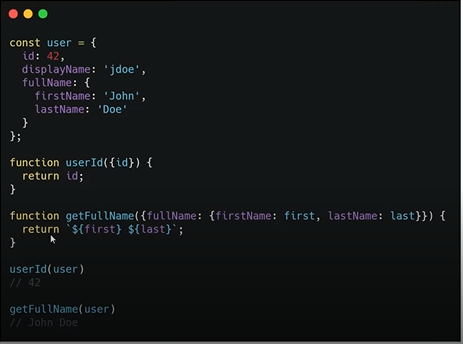 const user = {
  id: 42,
  displayName: 'jdoe',
  fullName: {
    firstName: 'John',
    lastName: 'Doe'
  }
};

function userId({id}) {
  return id;
}

function getFullName({fullName: {firstName: first, lastName: last}}) {
  return `${first} ${last}`;
}

userId(user)
// 42

getFullName(user)
// John Doe